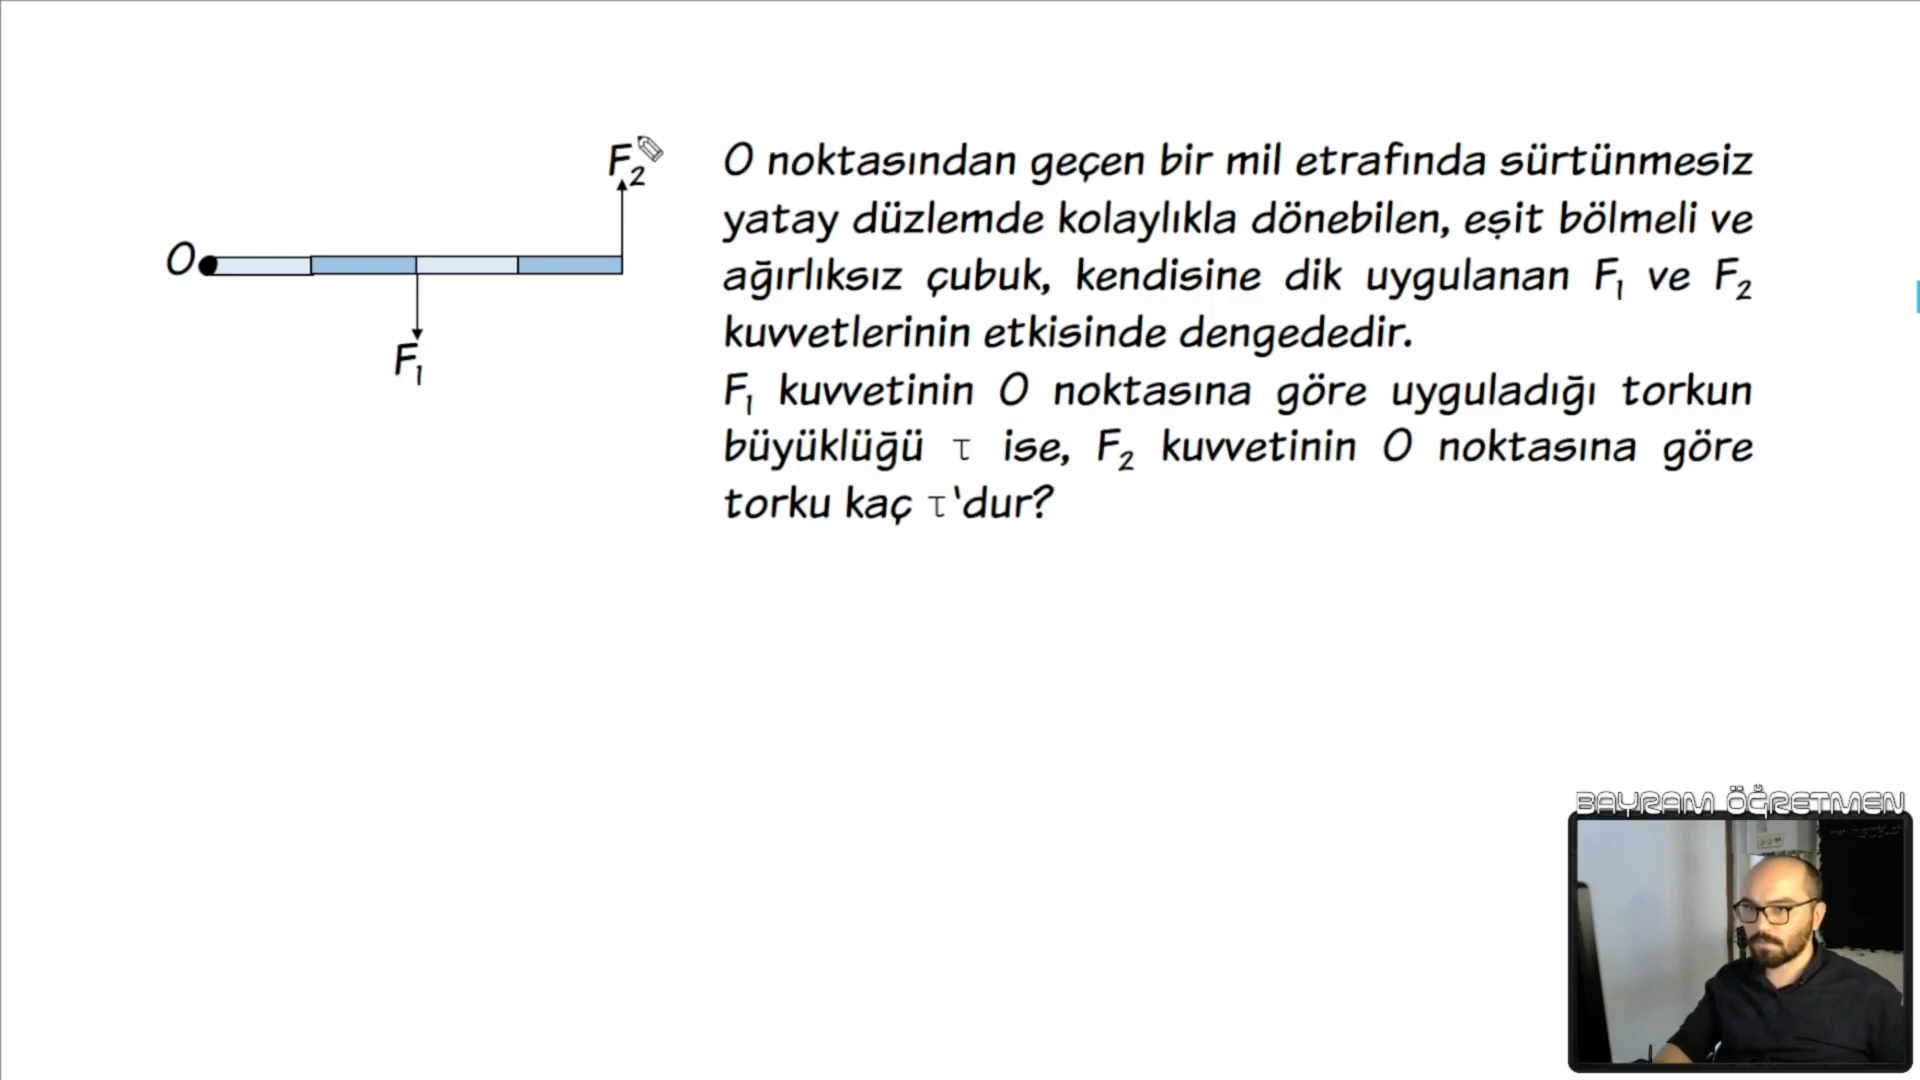 F₂
O
F₁
O noktasından geçen bir mil etrafında sürtünmesiz
yatay düzlemde kolaylıkla dönebilen, eşit bölmeli ve
ağırlıksız çubuk, kendisine dik uygulanan F₁ ve F₂
kuvvetlerinin etkisinde dengededir.
F₁ kuvvetinin O noktasına göre uyguladığı torkun
büyüklüğü τ ise, F₂ kuvvetinin O noktasına göre
torku kaç τ'dur?
BAYRAM ÖĞRETMEN